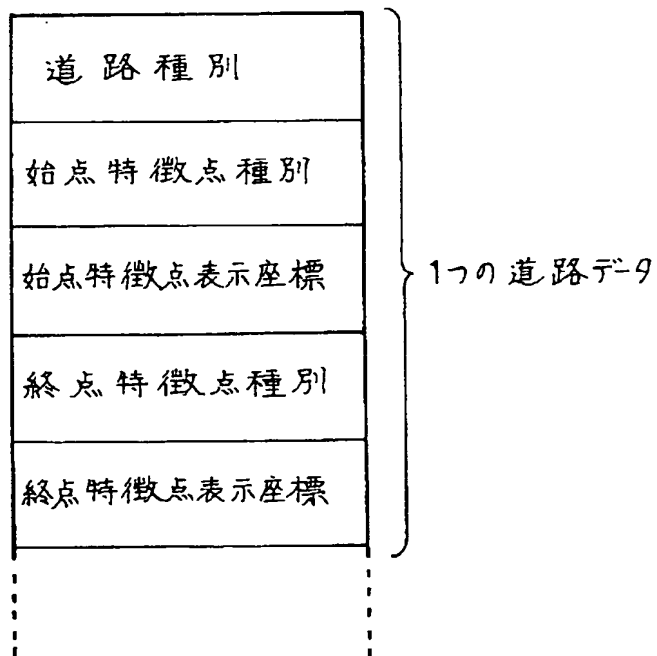 道路種別
始点特徴点種別
始点特徴点表示座標
終点特徴点種別
終点特徴点表示座標
1つの道路データ